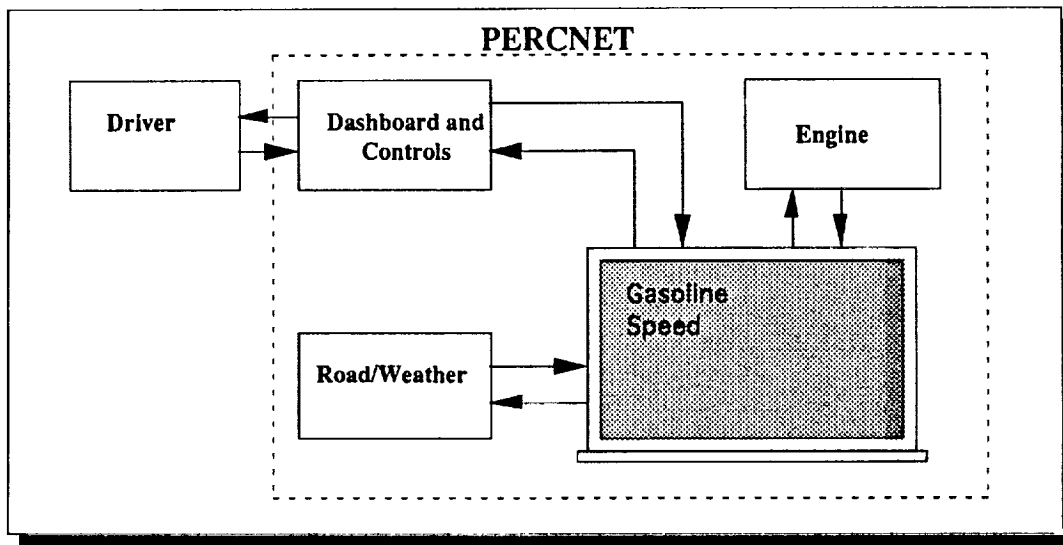 PERCNET
Driver
Dashboard and
Controls
Engine
Gasoline
Speed
Road/Weather